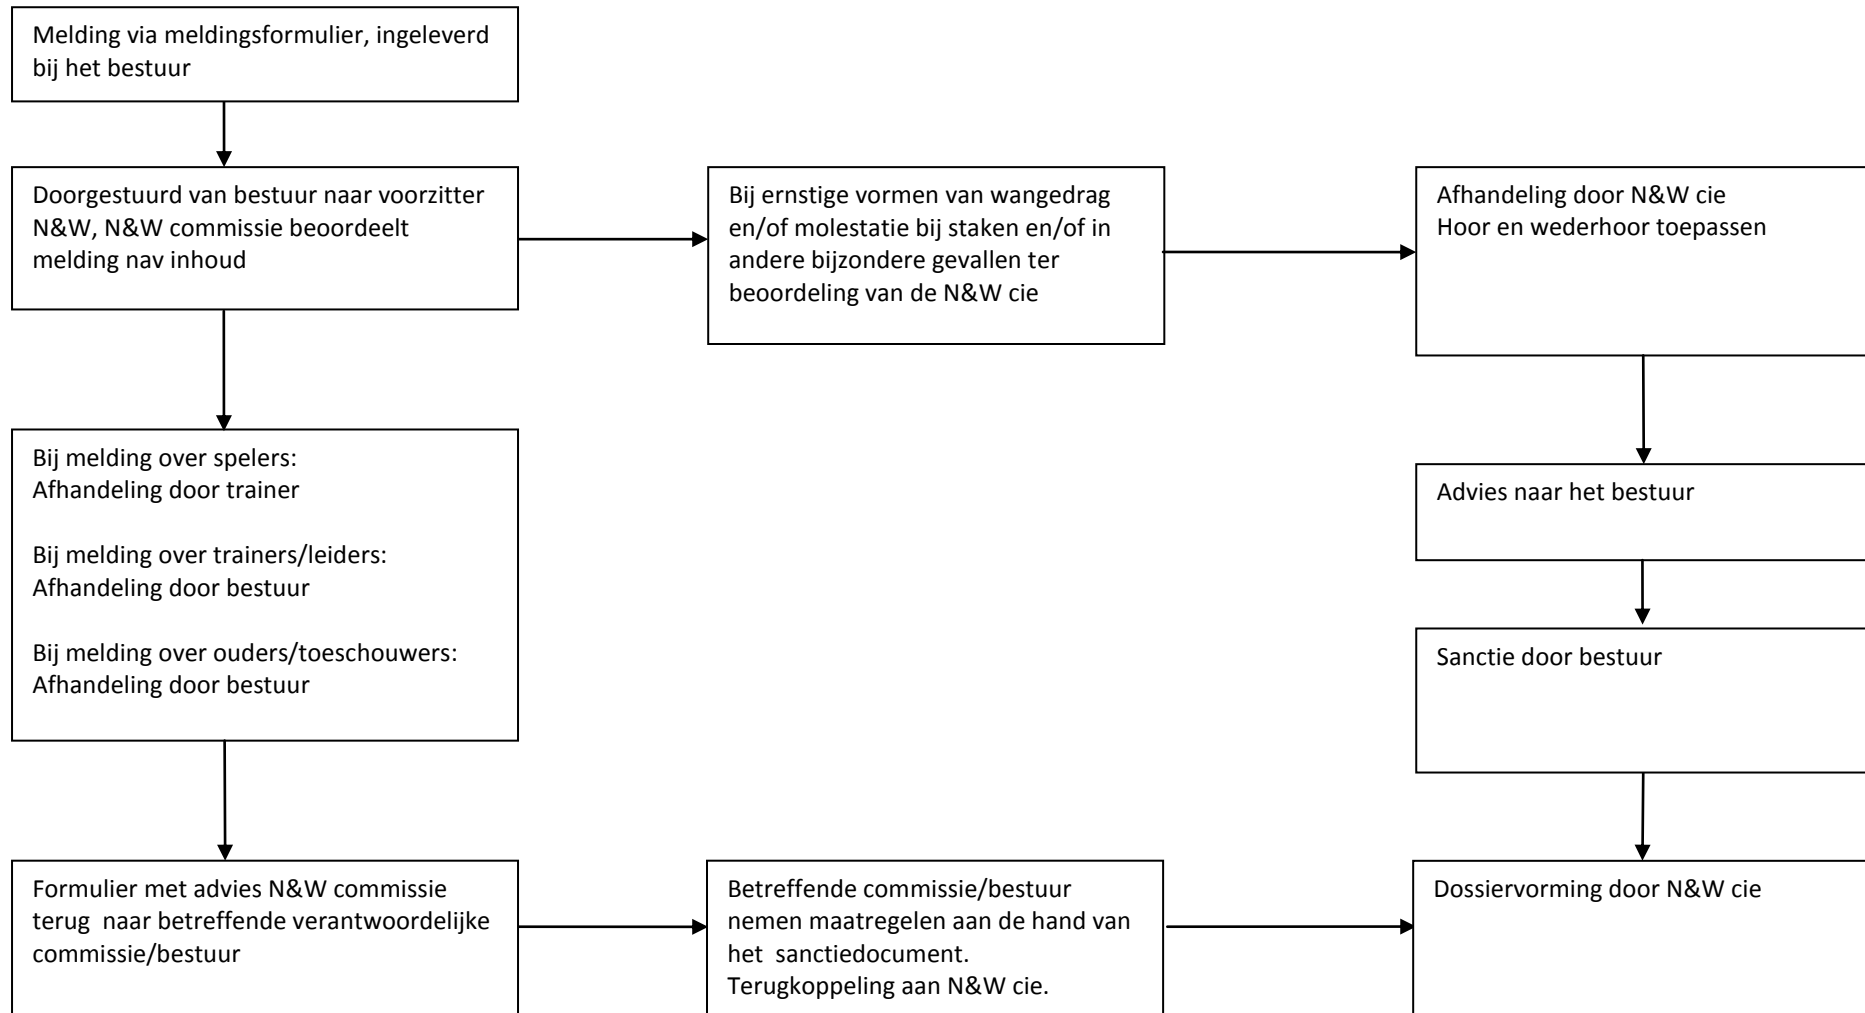 Melding via meldingsformulier, ingeleverd
bij het bestuur
Doorgestuurd van bestuur naar voorzitter
N&W, N&W commissie beoordeelt
melding nav inhoud
Bij ernstige vormen van wangedrag
en/of molestatie bij staken en/of in
andere bijzondere gevallen ter
beoordeling van de N&W cie
Afhandeling door N&W cie
Hoor en wederhoor toepassen
Bij melding over spelers:
Afhandeling door trainer
Bij melding over trainers/leiders:
Afhandeling door bestuur
Bij melding over ouders/toeschouwers:
Afhandeling door bestuur
Advies naar het bestuur
Sanctie door bestuur
Formulier met advies N&W commissie
terug  naar betreffende verantwoordelijke
commissie/bestuur
Betreffende commissie/bestuur
nemen maatregelen aan de hand van
het  sanctiedocument.
Terugkoppeling aan N&W cie.
Dossiervorming door N&W cie